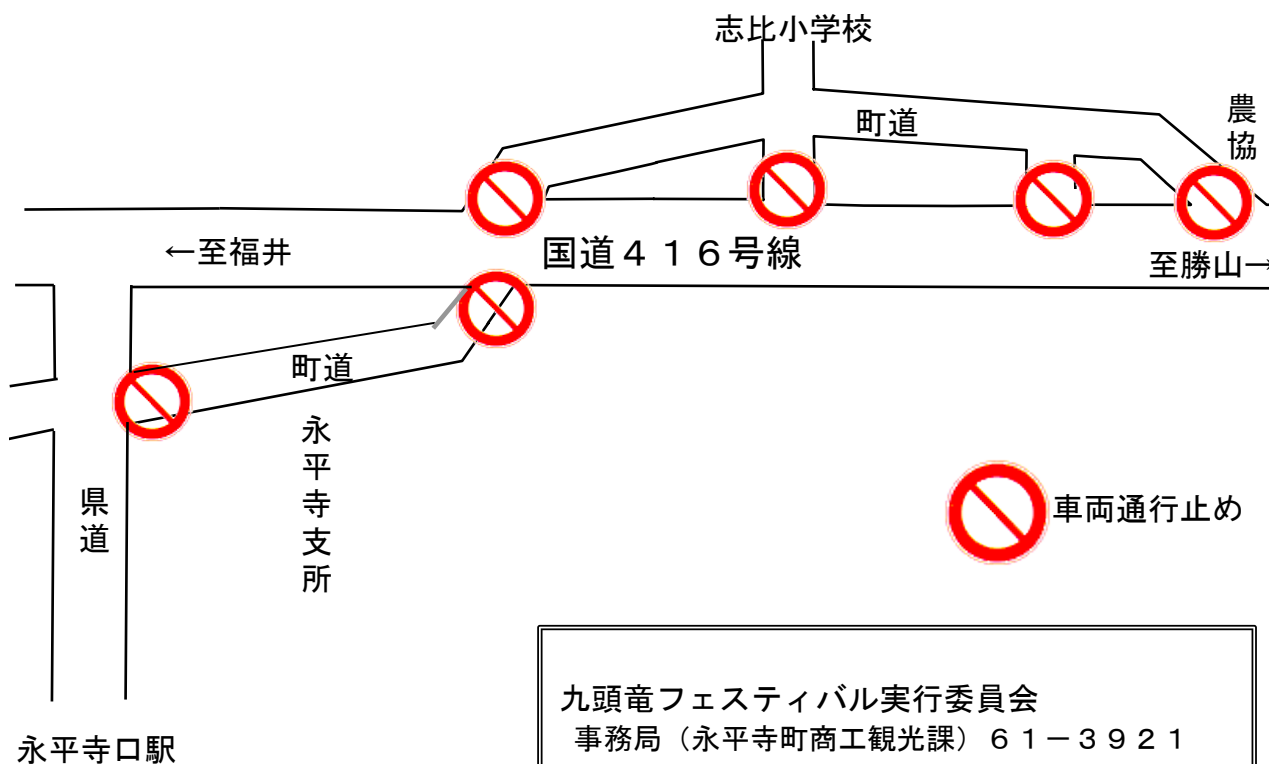 志比小学校
町道
農協
←至福井
国道４１６号線
至勝山→
町道
永平寺支所
県道
車両通行止め
永平寺口駅
九頭竜フェスティバル実行委員会
事務局（永平寺町商工観光課）６１－３９２１